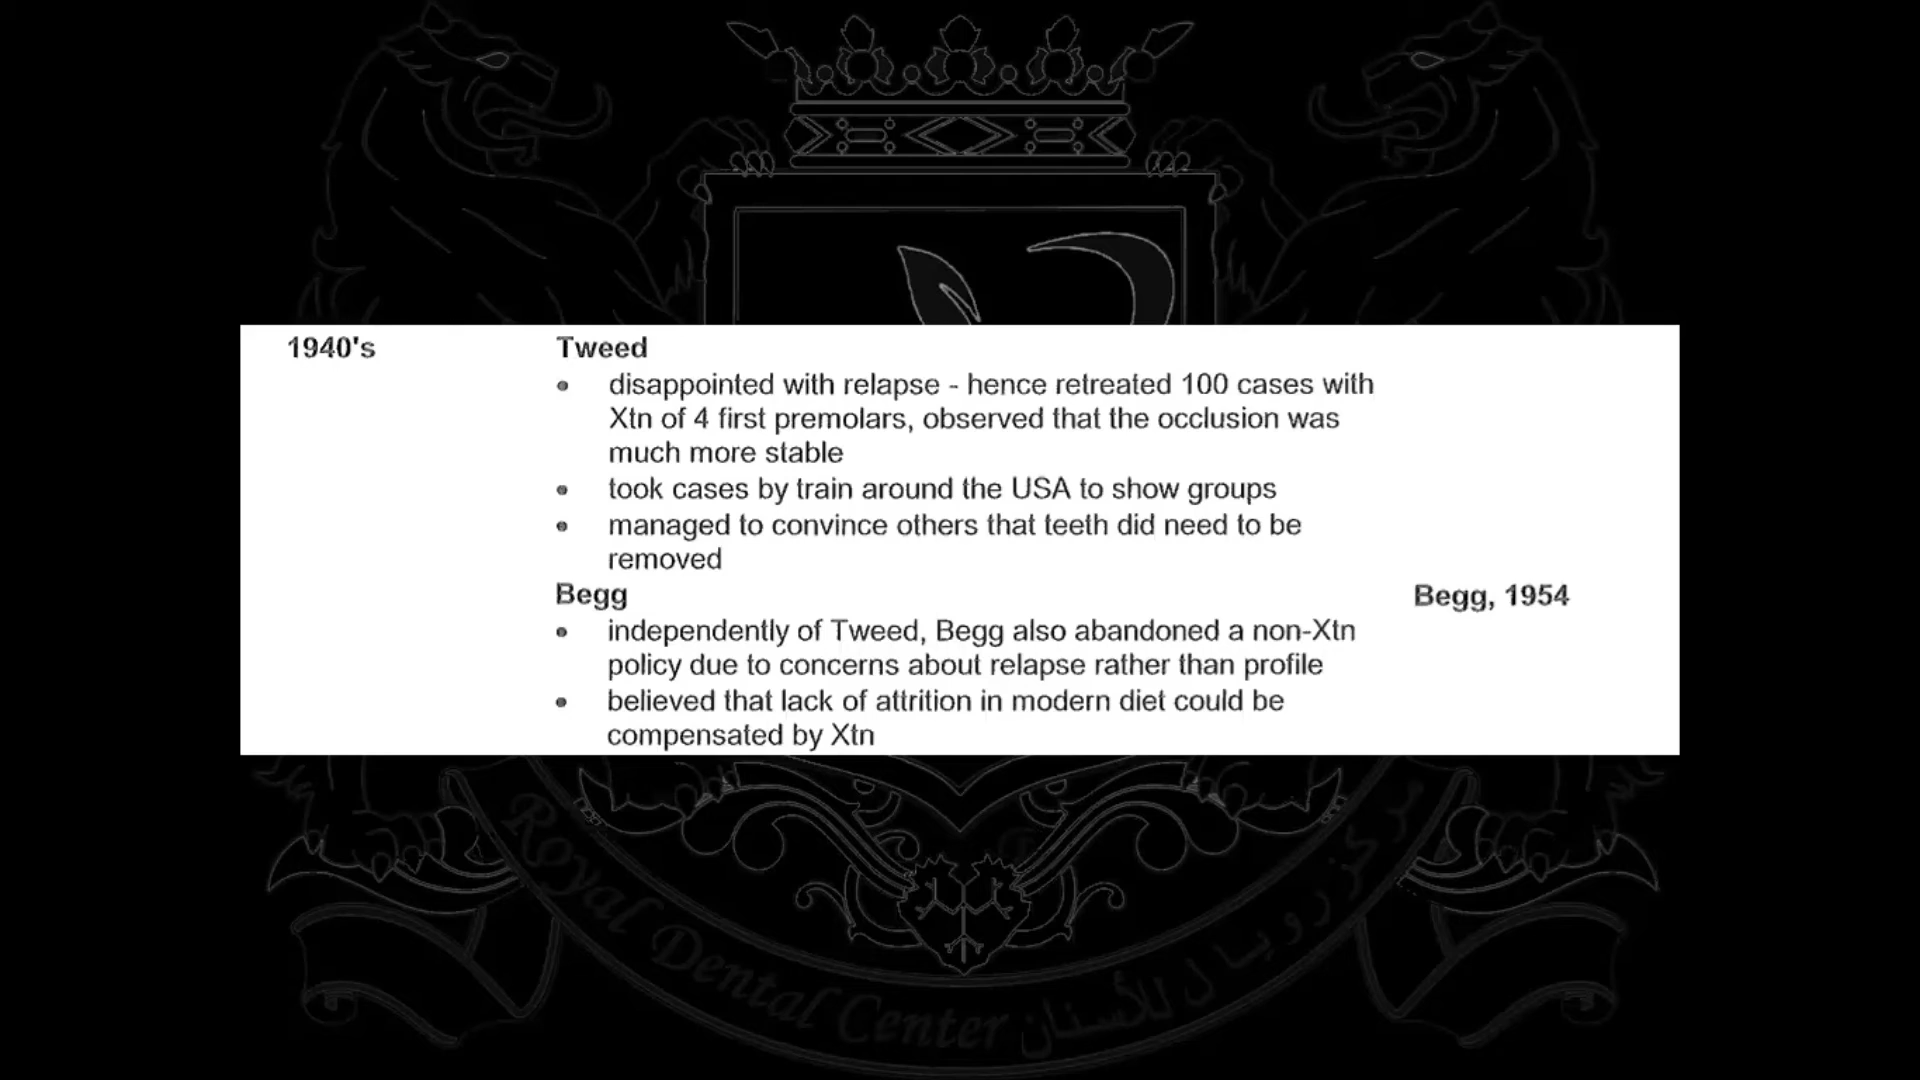 1940's
Tweed
• disappointed with relapse - hence retreated 100 cases with
Xtn of 4 first premolars, observed that the occlusion was
much more stable
• took cases by train around the USA to show groups
• managed to convince others that teeth did need to be
removed
Begg
Begg, 1954
• independently of Tweed, Begg also abandoned a non-Xtn
policy due to concerns about relapse rather than profile
• believed that lack of attrition in modern diet could be
compensated by Xtn
Royal Dental Center مركز رويال للأسنان